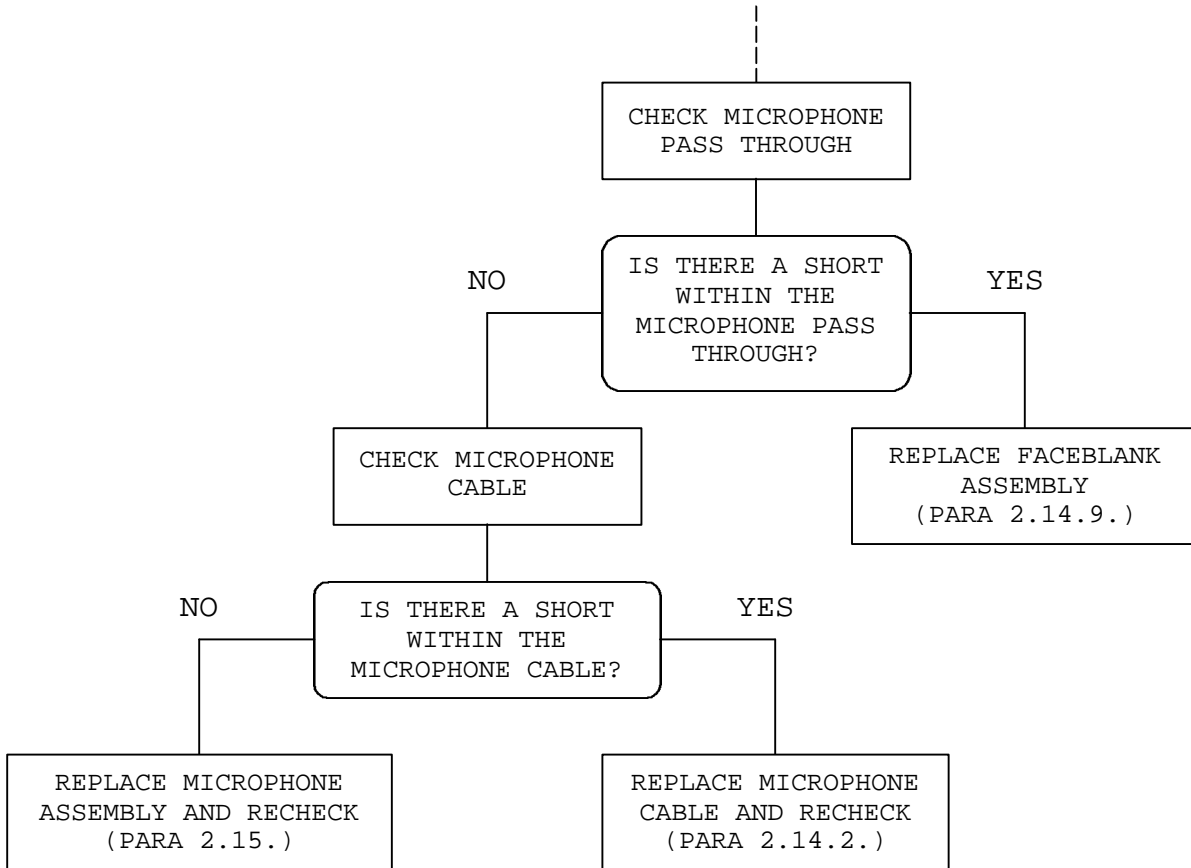 CHECK MICROPHONE
PASS THROUGH
IS THERE A SHORT
WITHIN THE
MICROPHONE PASS
THROUGH?
NO
YES
CHECK MICROPHONE
CABLE
REPLACE FACEBLANK
ASSEMBLY
(PARA 2.14.9.)
IS THERE A SHORT
WITHIN THE
MICROPHONE CABLE?
NO
YES
REPLACE MICROPHONE
ASSEMBLY AND RECHECK
(PARA 2.15.)
REPLACE MICROPHONE
CABLE AND RECHECK
(PARA 2.14.2.)